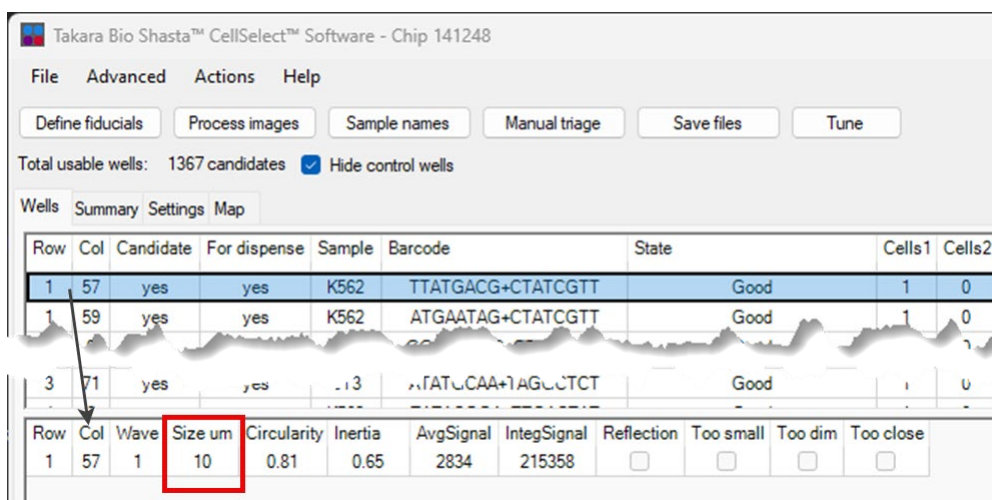 Takara Bio Shasta™ CellSelect™ Software - Chip 141248
File Advanced Actions Help
Define fiducials Process images Sample names Manual triage Save files Tune
Total usable wells: 1367 candidates Hide control wells
Wells Summary Settings Map
Row Col Candidate For dispense Sample Barcode State Cells1 Cells2
1 57 yes yes K562 TTATGACG+CTATCGTT Good 1 0
1 59 yes yes K562 ATGAATAG+CTATCGTT Good 1 0
3 71 yes yes Good
Row Col Wave Size um Circularity Inertia AvgSignal IntegSignal Reflection Too small Too dim Too close
1 57 1 10 0.81 0.65 2834 215358